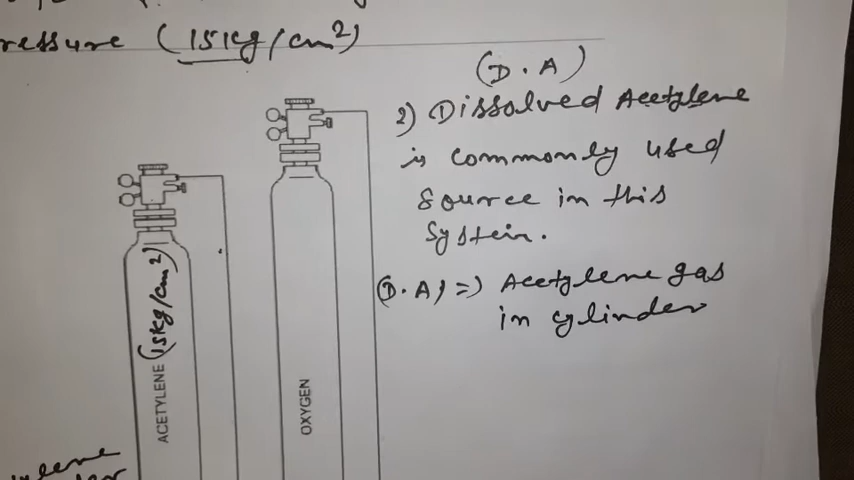 ressure (15kg/cm²)
(D.A)
2) Dissolved Acetylene
is commonly used
source in this
system.
(D.A) => Acetylene gas
in cylinder
ACETYLENE (15kg/cm²)
OXYGEN